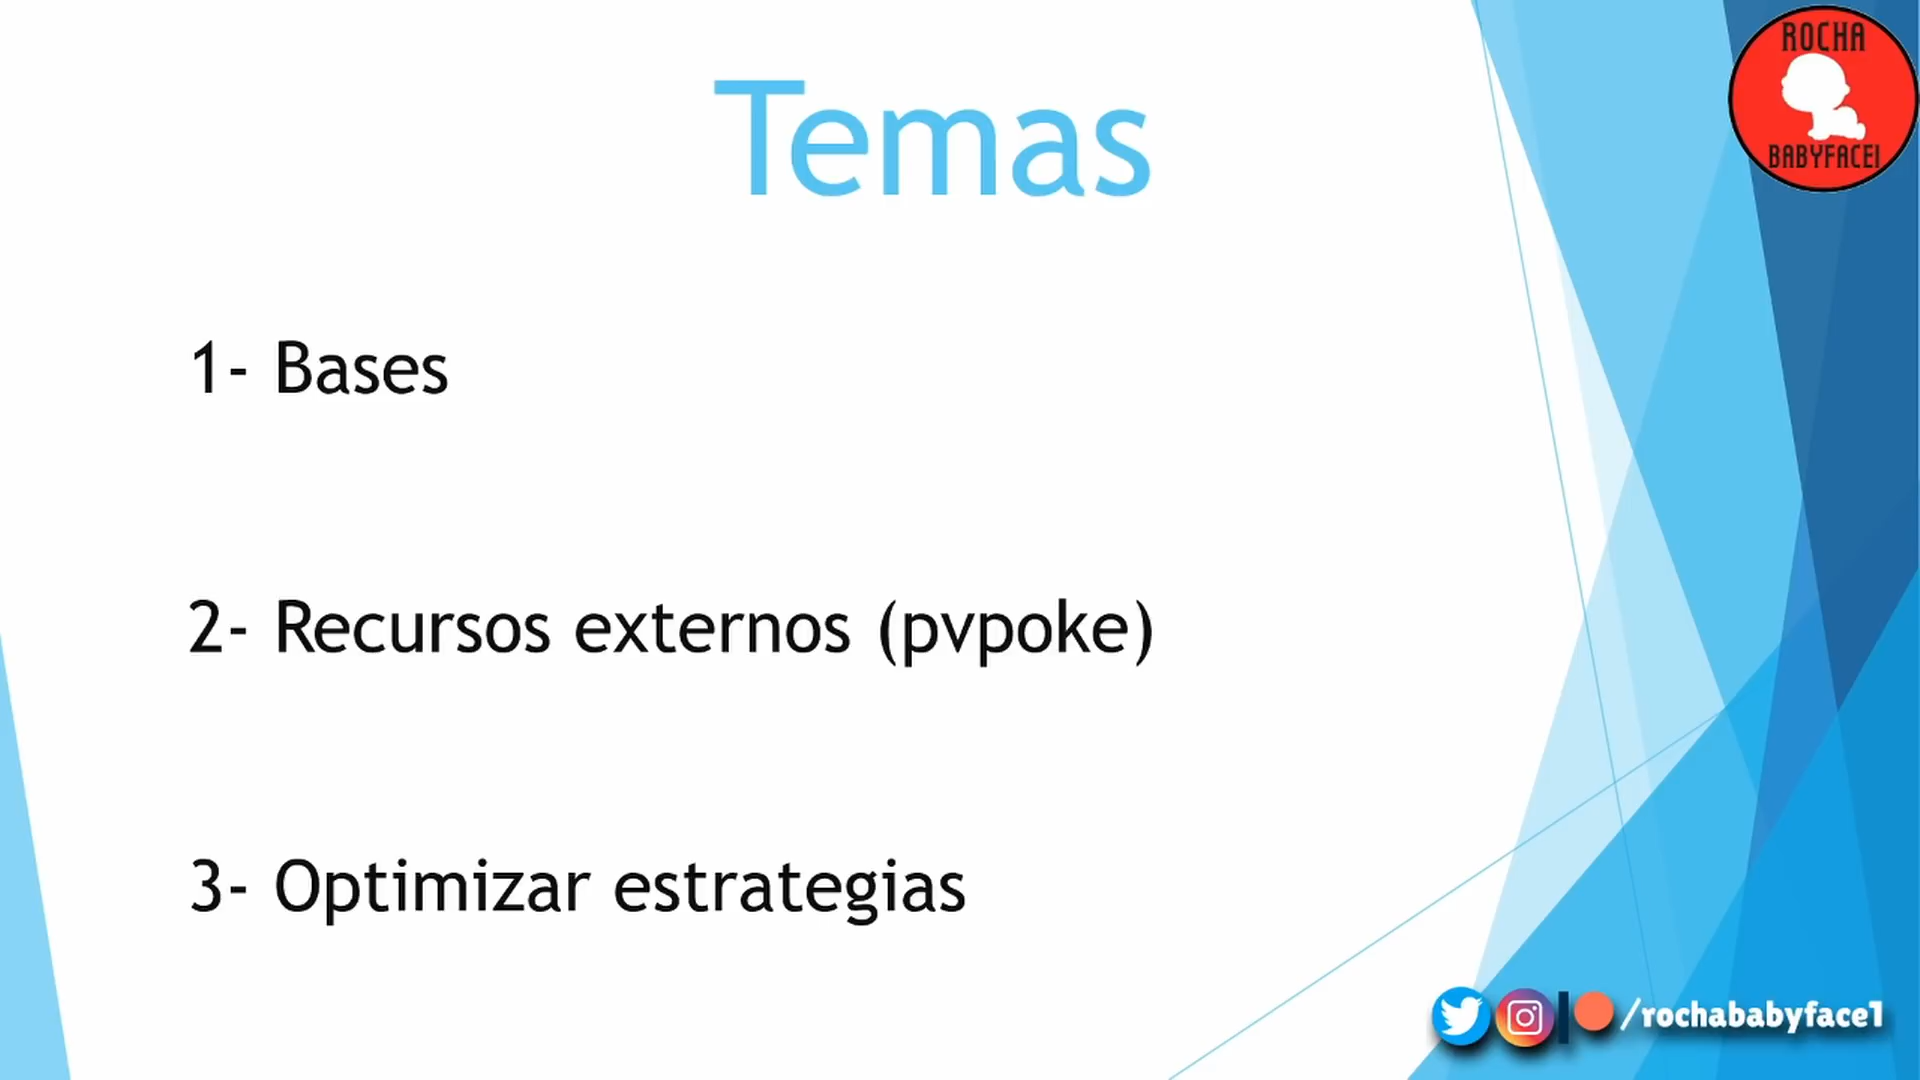 ROCHA
BABYFACE1
Temas
1- Bases
2- Recursos externos (pvpoke)
3- Optimizar estrategias
/rochababyface1